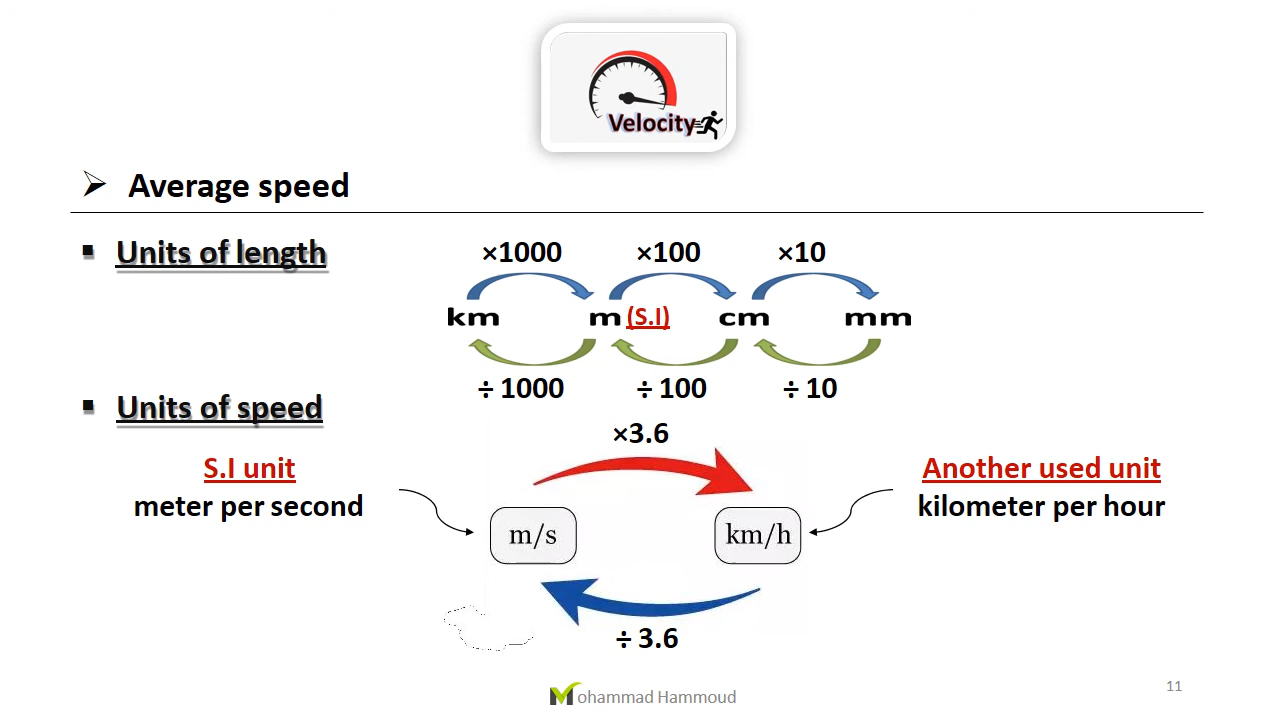 Velocity
➢ Average speed
▪ Units of length
×1000 ×100 ×10
km m (S.I) cm mm
÷ 1000 ÷ 100 ÷ 10
▪ Units of speed
×3.6
S.I unit
meter per second
Another used unit
kilometer per hour
m/s km/h
÷ 3.6
Mohammad Hammoud
11